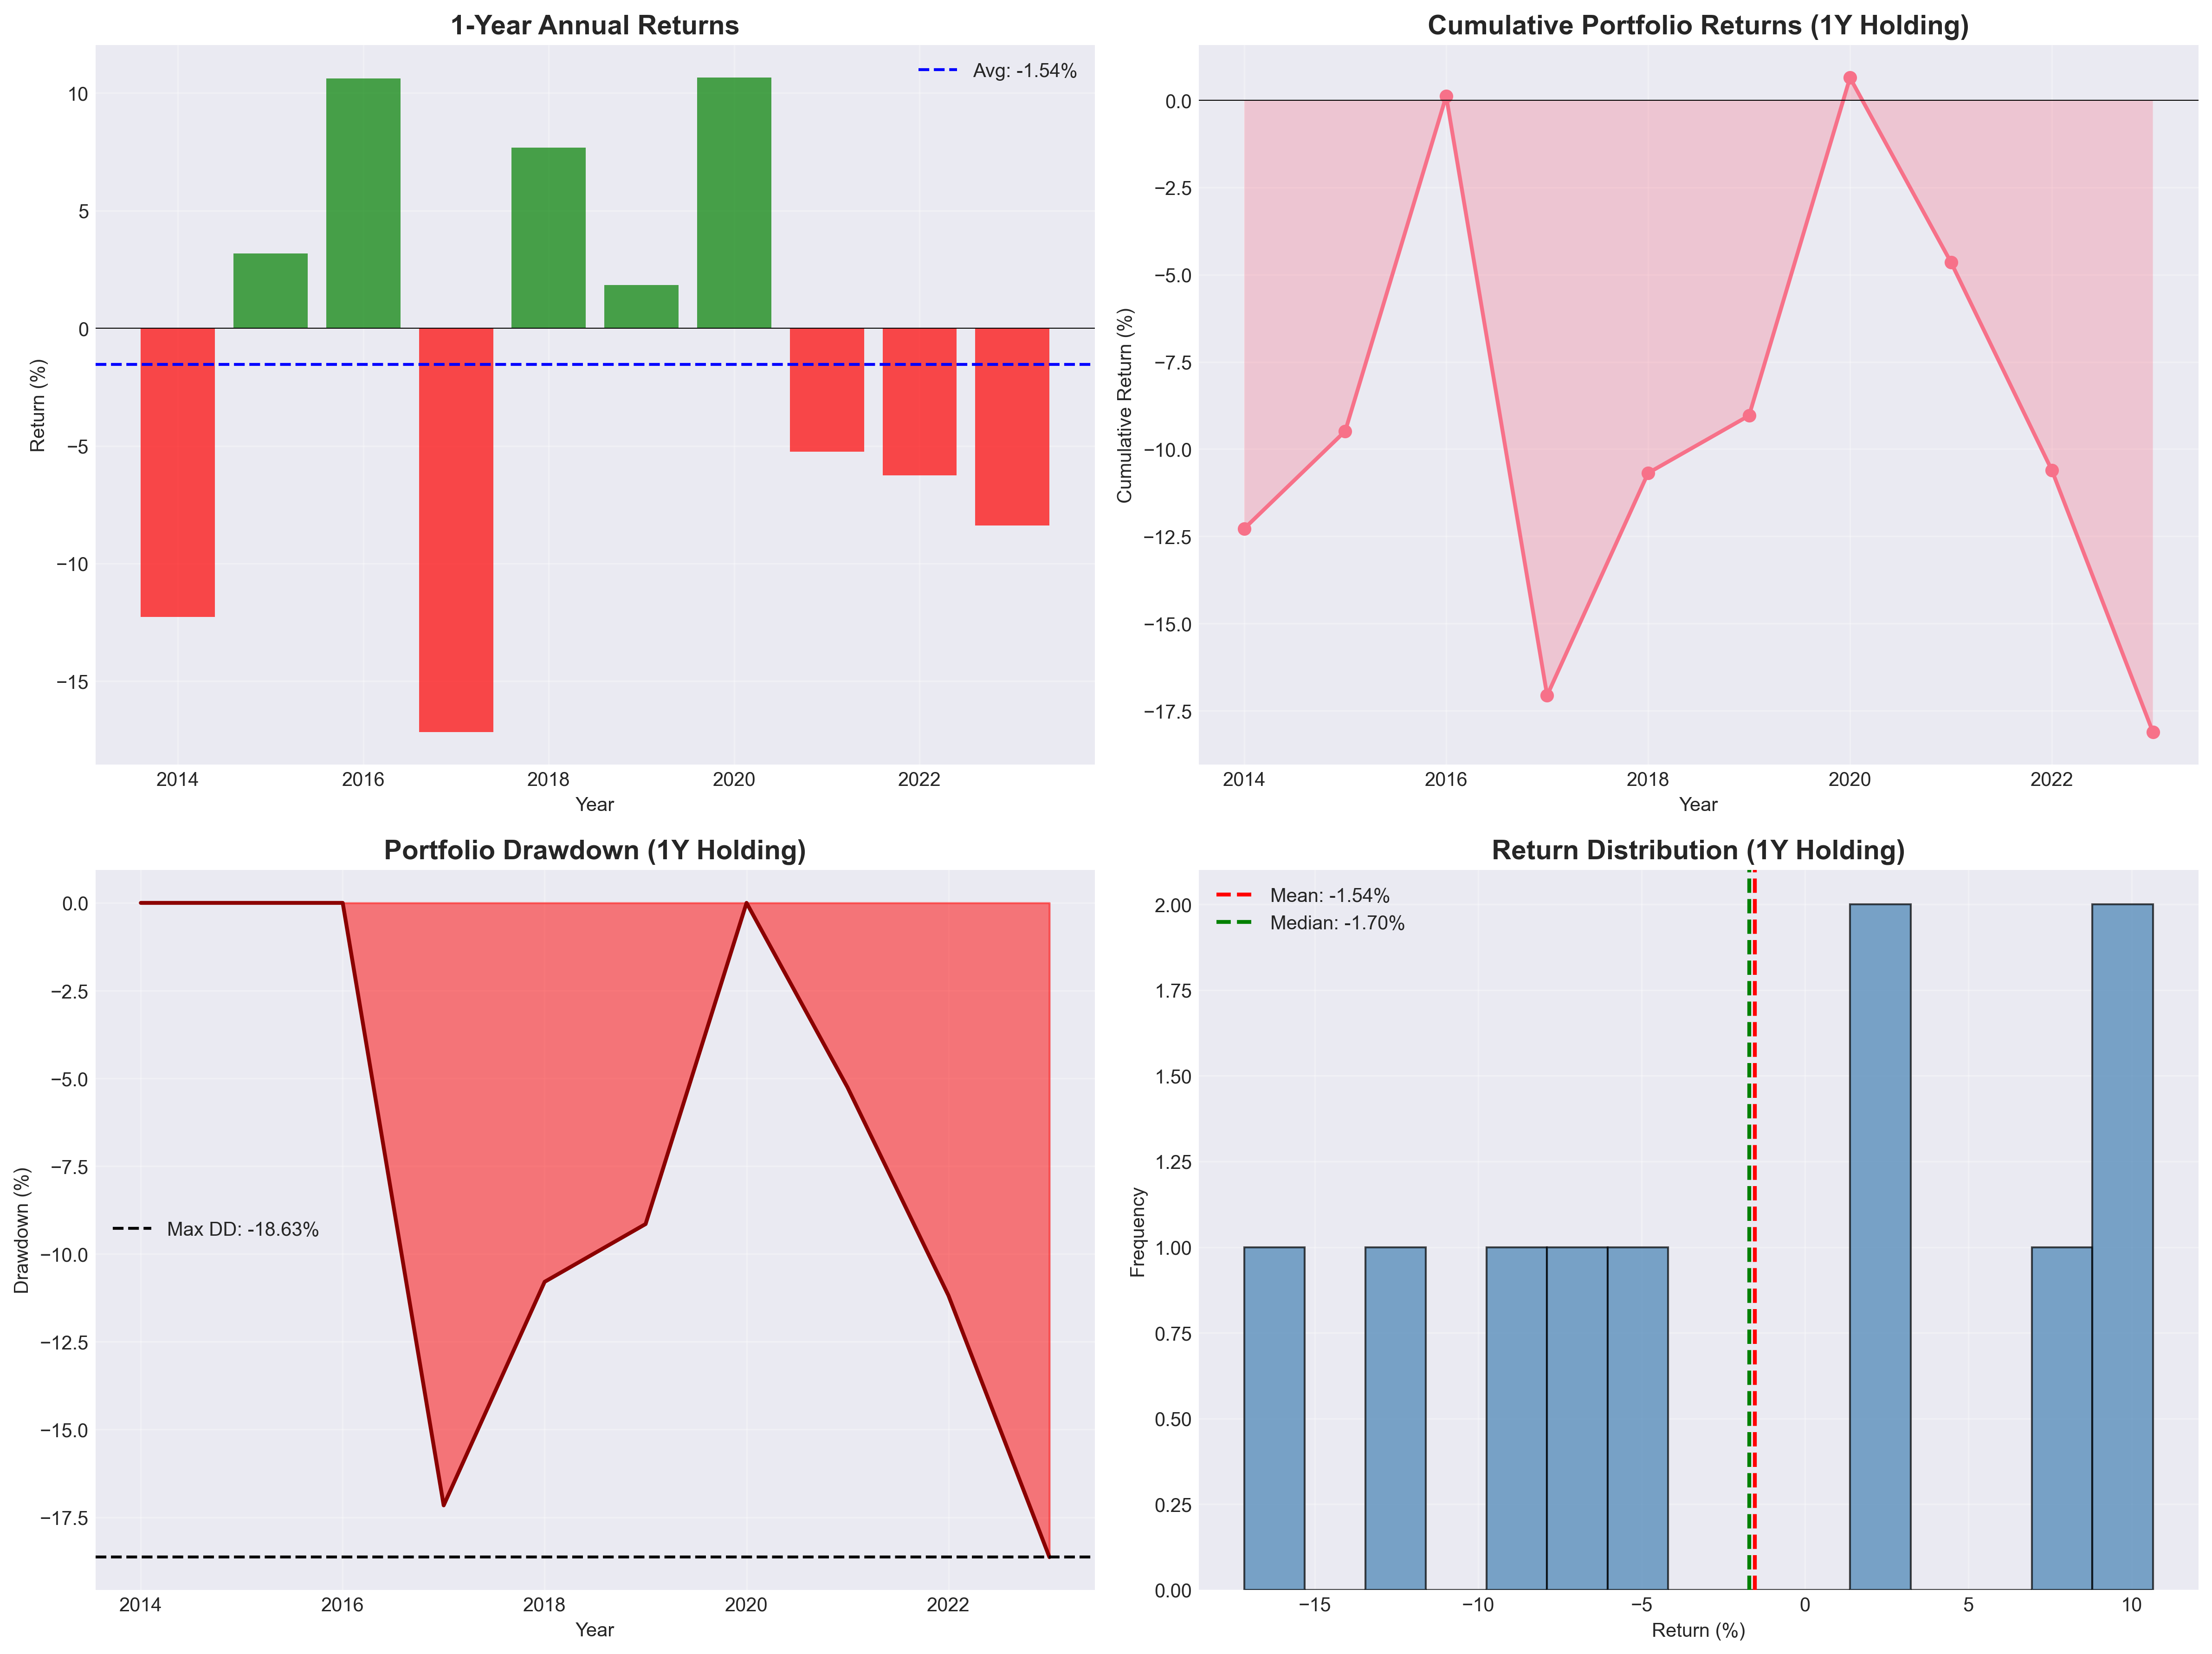 1-Year Annual Returns
Avg: -1.54%
10
5
0
−5
−10
−15
Return (%)
2014 2016 2018 2020 2022
Year
Cumulative Portfolio Returns (1Y Holding)
0.0
−2.5
−5.0
−7.5
−10.0
−12.5
−15.0
−17.5
Cumulative Return (%)
2014 2016 2018 2020 2022
Year
Portfolio Drawdown (1Y Holding)
0.0
−2.5
−5.0
−7.5
−10.0
−12.5
−15.0
−17.5
Drawdown (%)
Max DD: -18.63%
2014 2016 2018 2020 2022
Year
Return Distribution (1Y Holding)
Mean: -1.54%
Median: -1.70%
2.00
1.75
1.50
1.25
1.00
0.75
0.50
0.25
0.00
Frequency
−15 −10 −5 0 5 10
Return (%)